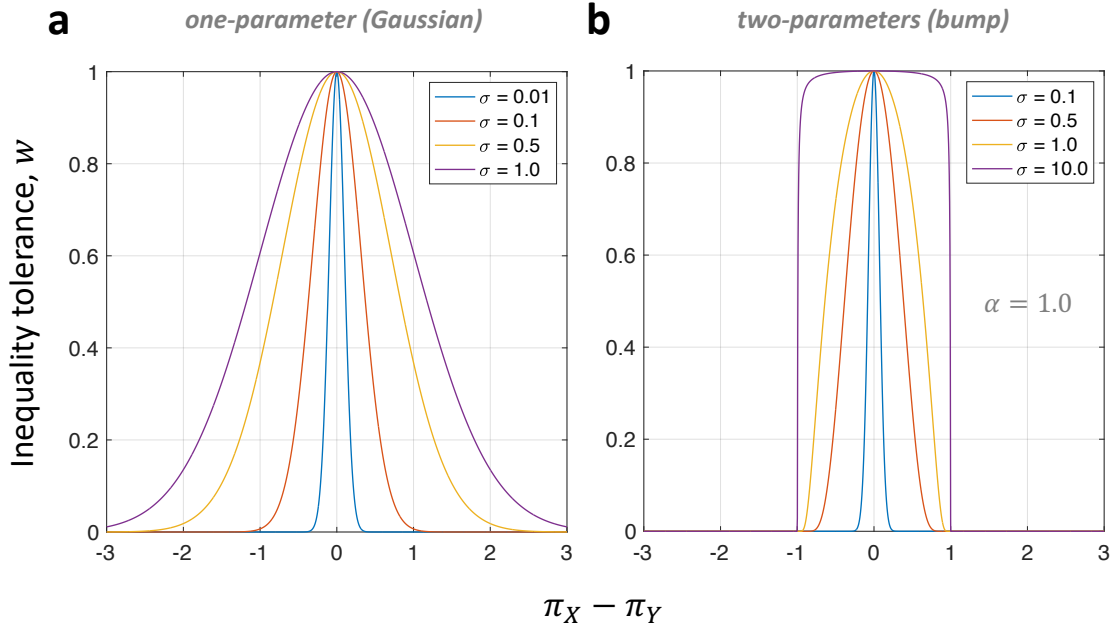 a
one-parameter (Gaussian)
b
two-parameters (bump)
Inequality tolerance, w
1
0.8
0.6
0.4
0.2
0
-3
-2
-1
0
1
2
3
σ = 0.01
σ = 0.1
σ = 0.5
σ = 1.0
1
0.8
0.6
0.4
0.2
0
-3
-2
-1
0
1
2
3
σ = 0.1
σ = 0.5
σ = 1.0
σ = 10.0
α = 1.0
π_X − π_Y